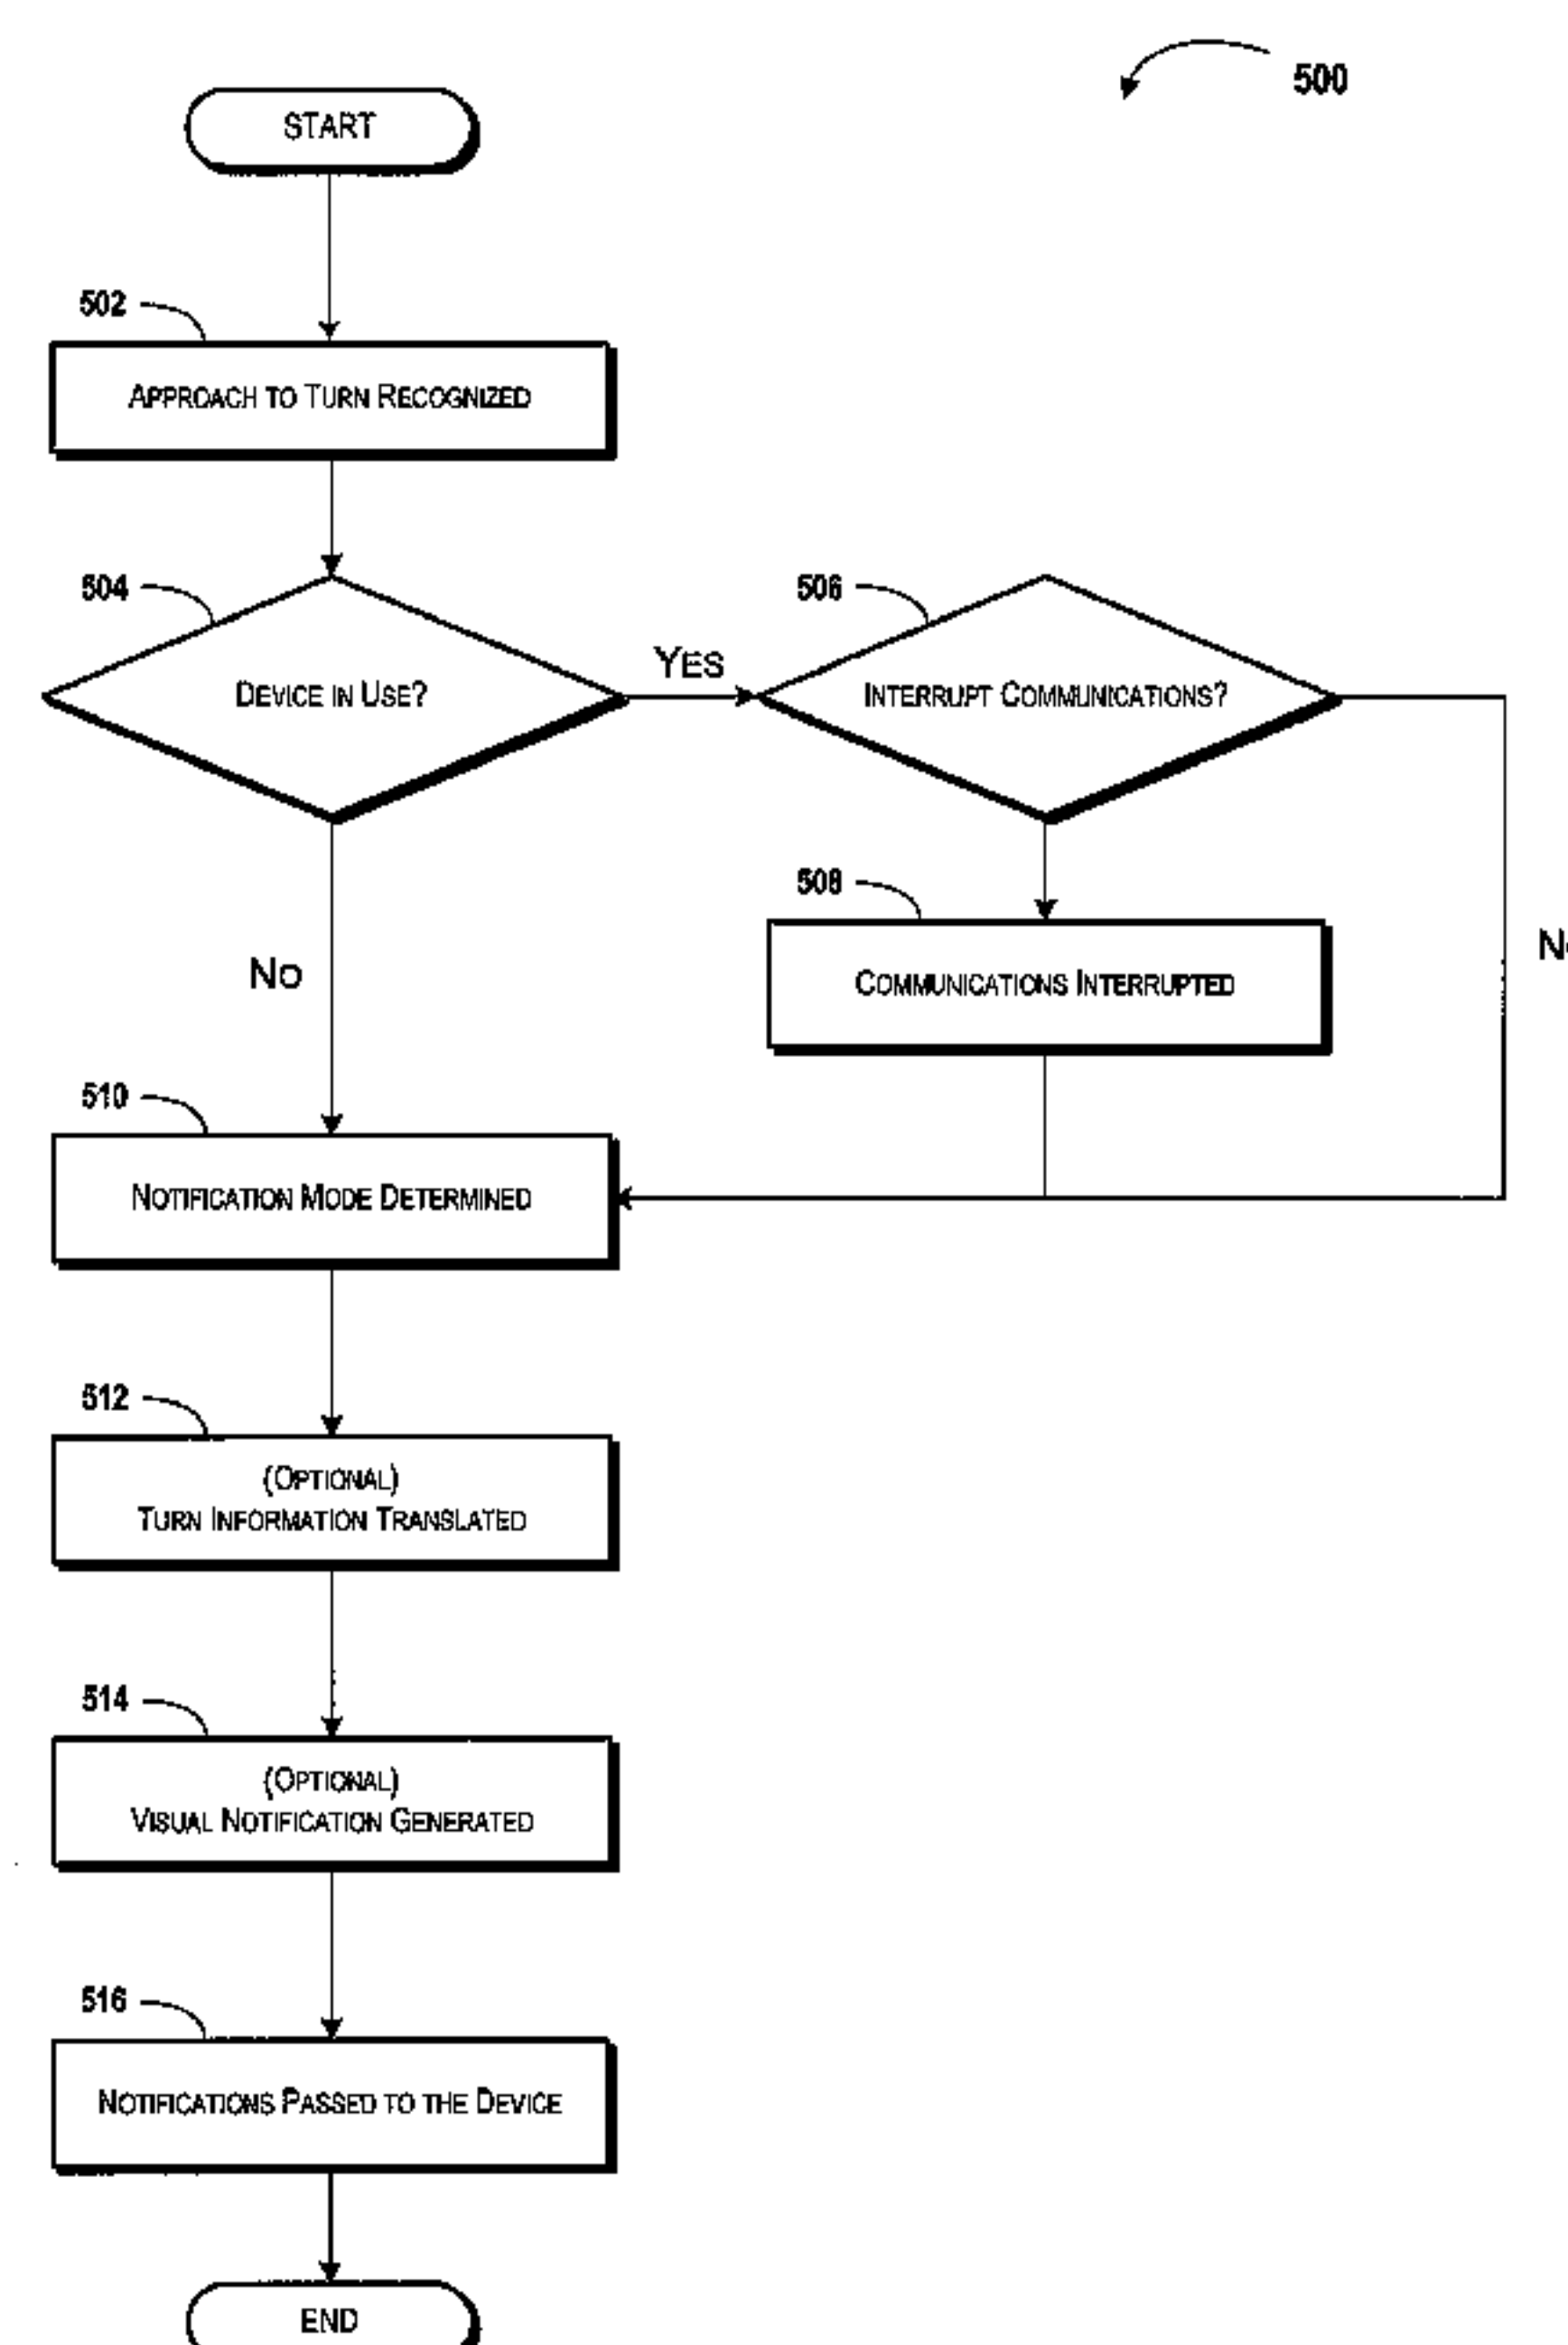 500
START
502
APPROACH TO TURN RECOGNIZED
504
DEVICE IN USE?
YES
506
INTERRUPT COMMUNICATIONS?
508
COMMUNICATIONS INTERRUPTED
NO
510
NOTIFICATION MODE DETERMINED
512
(OPTIONAL)
TURN INFORMATION TRANSLATED
514
(OPTIONAL)
VISUAL NOTIFICATION GENERATED
516
NOTIFICATIONS PASSED TO THE DEVICE
END